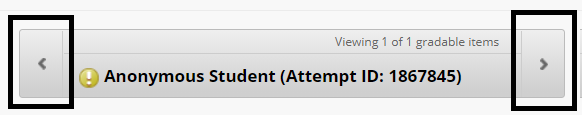 Viewing 1 of 1 gradable items
Anonymous Student (Attempt ID: 1867845)